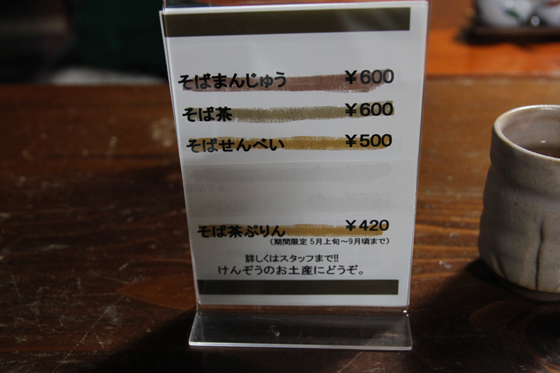 そばまんじゅう ¥600
そば茶 ¥600
そばせんべい ¥500
そば茶ぷりん ¥420
(期間限定 5月上旬~9月頃まで)
詳しくはスタッフまで!!
けんぞうのお土産にどうぞ。